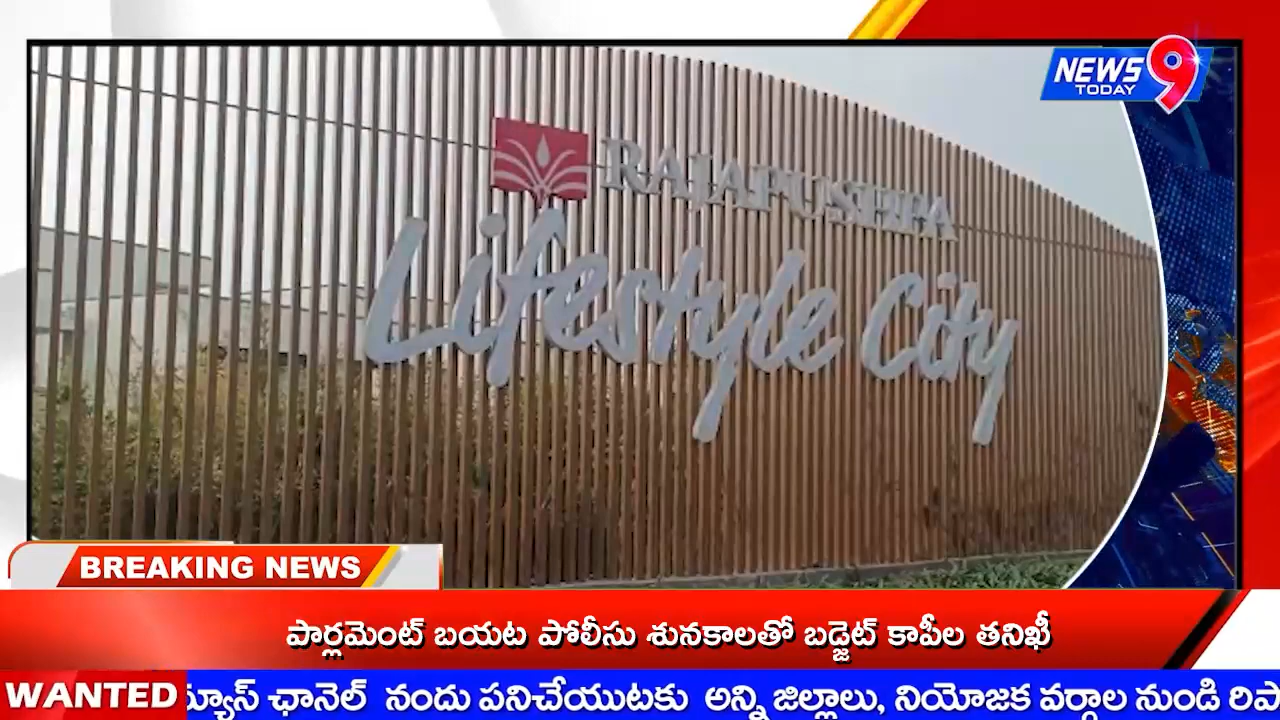 NEWS 9
TODAY
RAJAPUSHPA
Lifestyle City
BREAKING NEWS
పార్లమెంట్ బయట పోలీసు శునకాలతో బడ్జెట్ కాపీల తనిఖీ
WANTED
ఛానెల్ నందు పనిచేయుటకు అన్ని జిల్లాలు, నియోజక వర్గాల నుండి